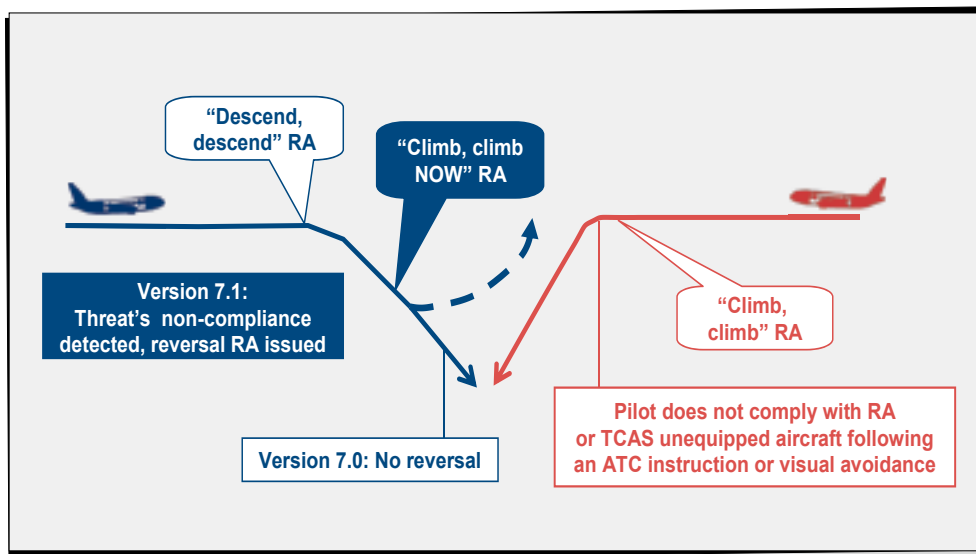 “Descend,
descend” RA
“Climb, climb
NOW” RA
Version 7.1:
Threat’s non-compliance
detected, reversal RA issued
“Climb,
climb” RA
Version 7.0: No reversal
Pilot does not comply with RA
or TCAS unequipped aircraft following
an ATC instruction or visual avoidance